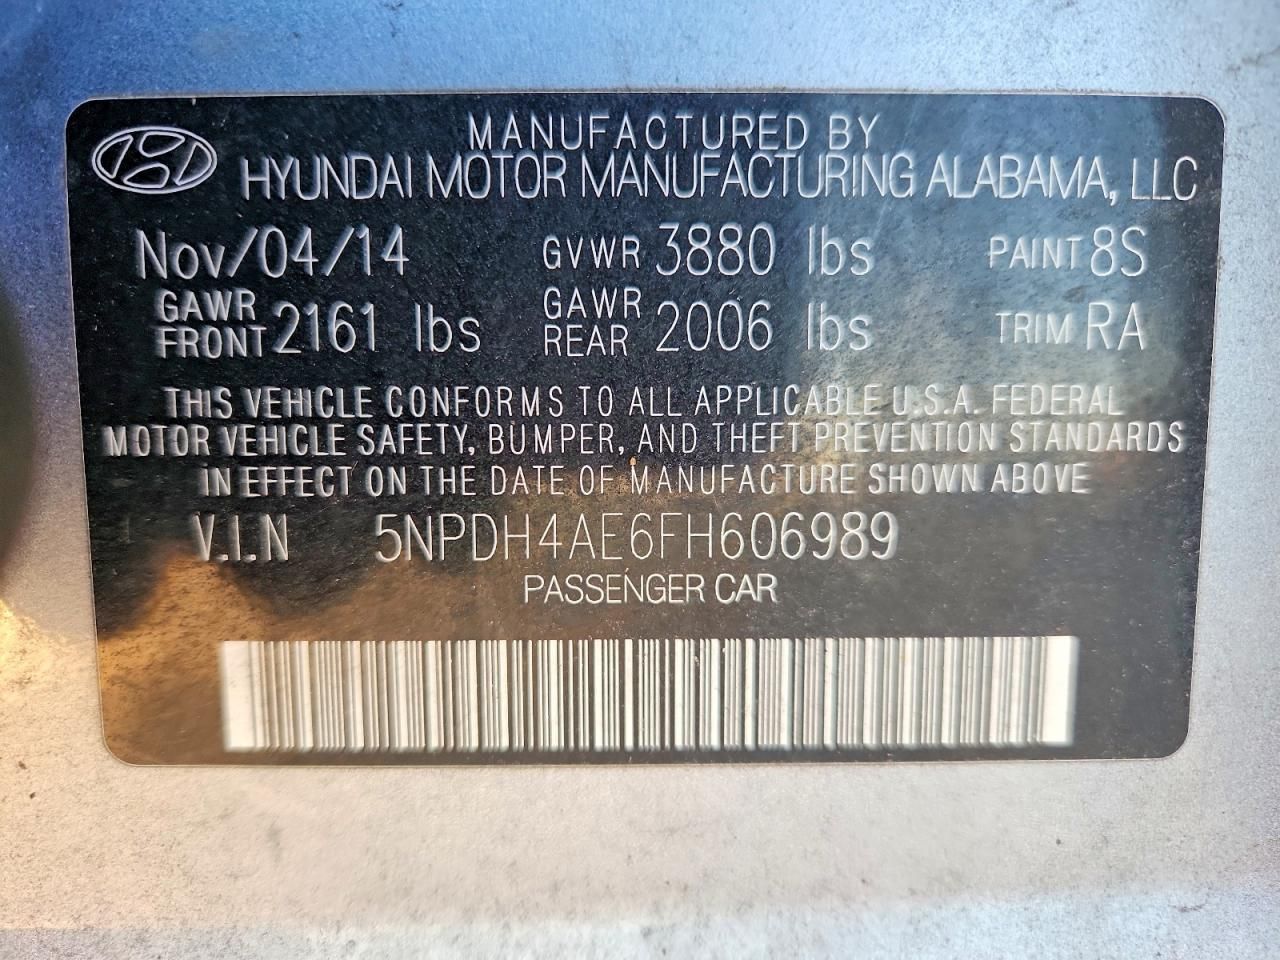 MANUFACTURED BY
HYUNDAI MOTOR MANUFACTURING ALABAMA, LLC
Nov/04/14 GVWR 3880 lbs PAINT 8S
GAWR FRONT 2161 lbs GAWR REAR 2006 lbs TRIM RA
THIS VEHICLE CONFORMS TO ALL APPLICABLE U.S.A. FEDERAL
MOTOR VEHICLE SAFETY, BUMPER, AND THEFT PREVENTION STANDARDS
IN EFFECT ON THE DATE OF MANUFACTURE SHOWN ABOVE
V.I.N 5NPDH4AE6FH606989
PASSENGER CAR